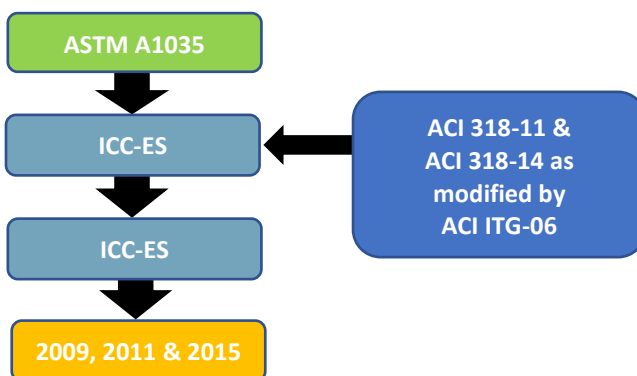 ASTM A1035
ICC-ES
ACI 318-11 &
ACI 318-14 as
modified by
ACI ITG-06
ICC-ES
2009, 2011 & 2015